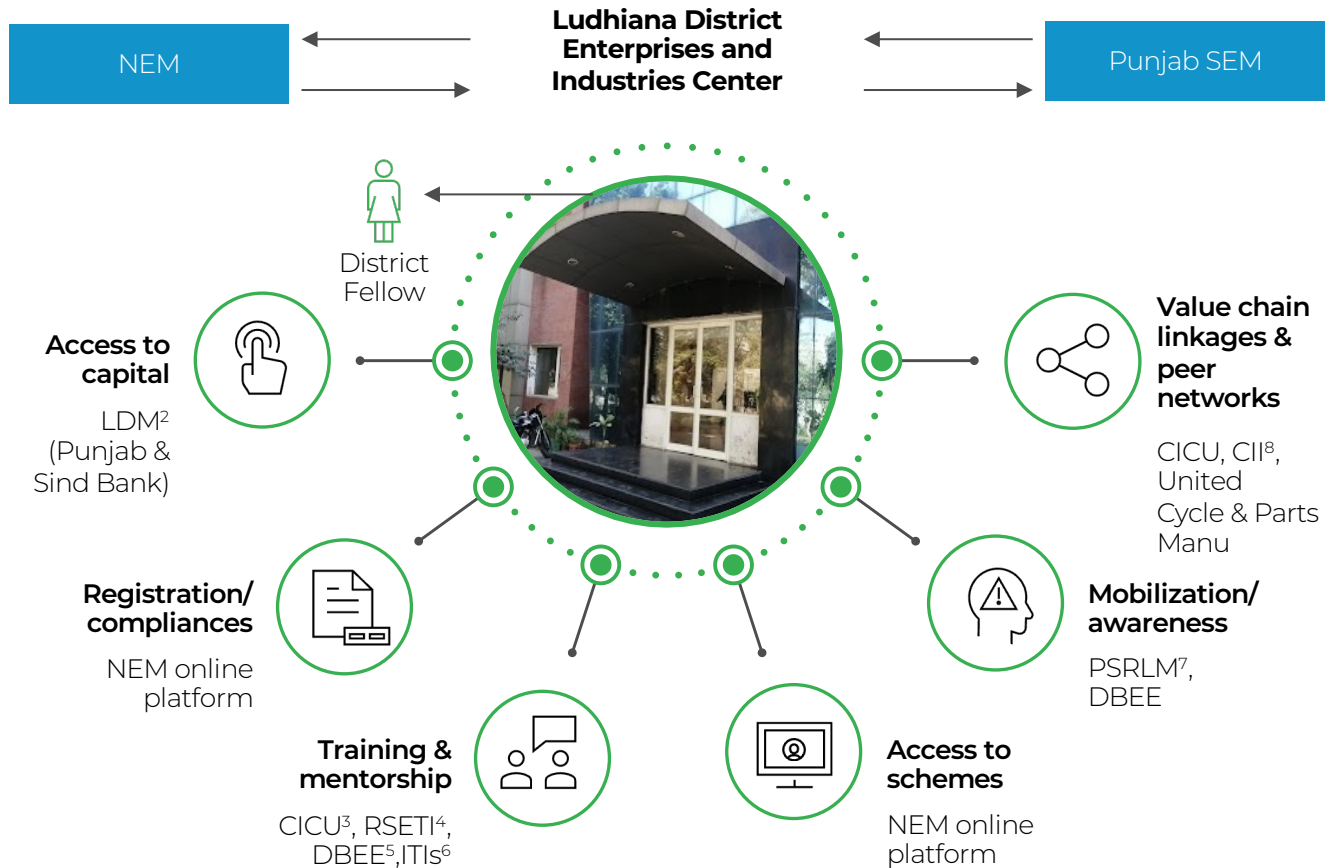 Ludhiana District
Enterprises and
Industries Center
NEM
Punjab SEM
District
Fellow
Access to
capital
LDM²
(Punjab &
Sind Bank)
Value chain
linkages &
peer
networks
CICU, CII⁸,
United
Cycle & Parts
Manu
Registration/
compliances
NEM online
platform
Mobilization/
awareness
PSRLM⁷,
DBEE
Training &
mentorship
CICU³, RSETI⁴,
DBEE⁵,ITIs⁶
Access to
schemes
NEM online
platform